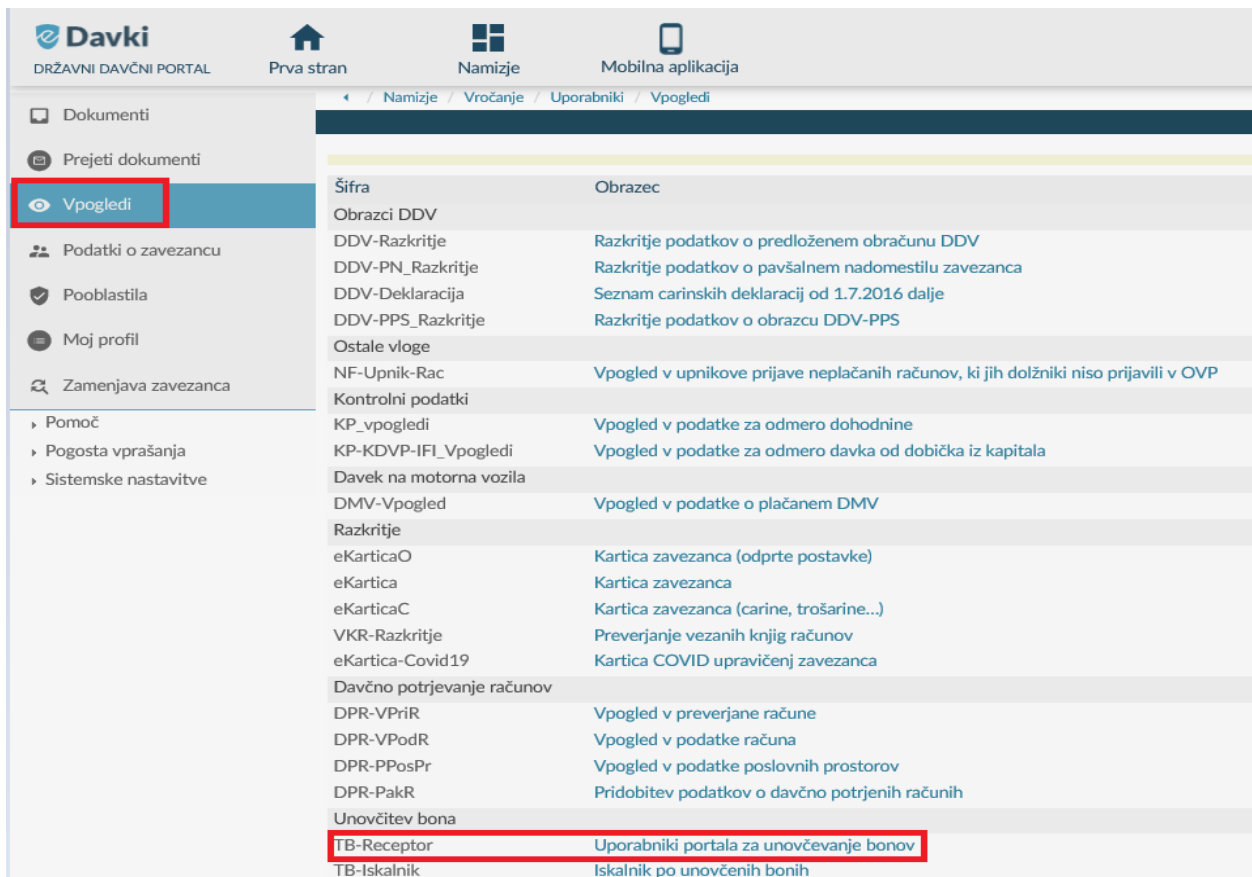 Davki
DRŽAVNI DAVČNI PORTAL
Prva stran
Namizje
Mobilna aplikacija
Dokumenti
Prejeti dokumenti
Vpogledi
Podatki o zavezancu
Pooblastila
Moj profil
Zamenjava zavezanca
Pomoč
Pogosta vprašanja
Sistemske nastavitve
/ Namizje / Vročanje / Uporabniki / Vpogledi
Šifra Obrazec
Obrazci DDV
DDV-Razkritje Razkritje podatkov o predloženem obračunu DDV
DDV-PN_Razkritje Razkritje podatkov o pavšalnem nadomestilu zavezanca
DDV-Deklaracija Seznam carinskih deklaracij od 1.7.2016 dalje
DDV-PPS_Razkritje Razkritje podatkov o obrazcu DDV-PPS
Ostale vloge
NF-Upnik-Rac Vpogled v upnikove prijave neplačanih računov, ki jih dolžniki niso prijavili v OVP
Kontrolni podatki
KP_vpogledi Vpogled v podatke za odmero dohodnine
KP-KDVP-IFI_Vpogledi Vpogled v podatke za odmero davka od dobička iz kapitala
Davek na motorna vozila
DMV-Vpogled Vpogled v podatke o plačanem DMV
Razkritje
eKarticaO Kartica zavezanca (odprte postavke)
eKartica Kartica zavezanca
eKarticaC Kartica zavezanca (carine, trošarine...)
VKR-Razkritje Preverjanje vezanih knjig računov
eKartica-Covid19 Kartica COVID upravičenj zavezanca
Davčno potrjevanje računov
DPR-VPriR Vpogled v preverjane račune
DPR-VPodR Vpogled v podatke računa
DPR-PPosPr Vpogled v podatke poslovnih prostorov
DPR-PakR Pridobitev podatkov o davčno potrjenih računih
Unovčitev bona
TB-Receptor Uporabniki portala za unovčevanje bonov
TB-Iskalnik Iskalnik po unovčenih bonih